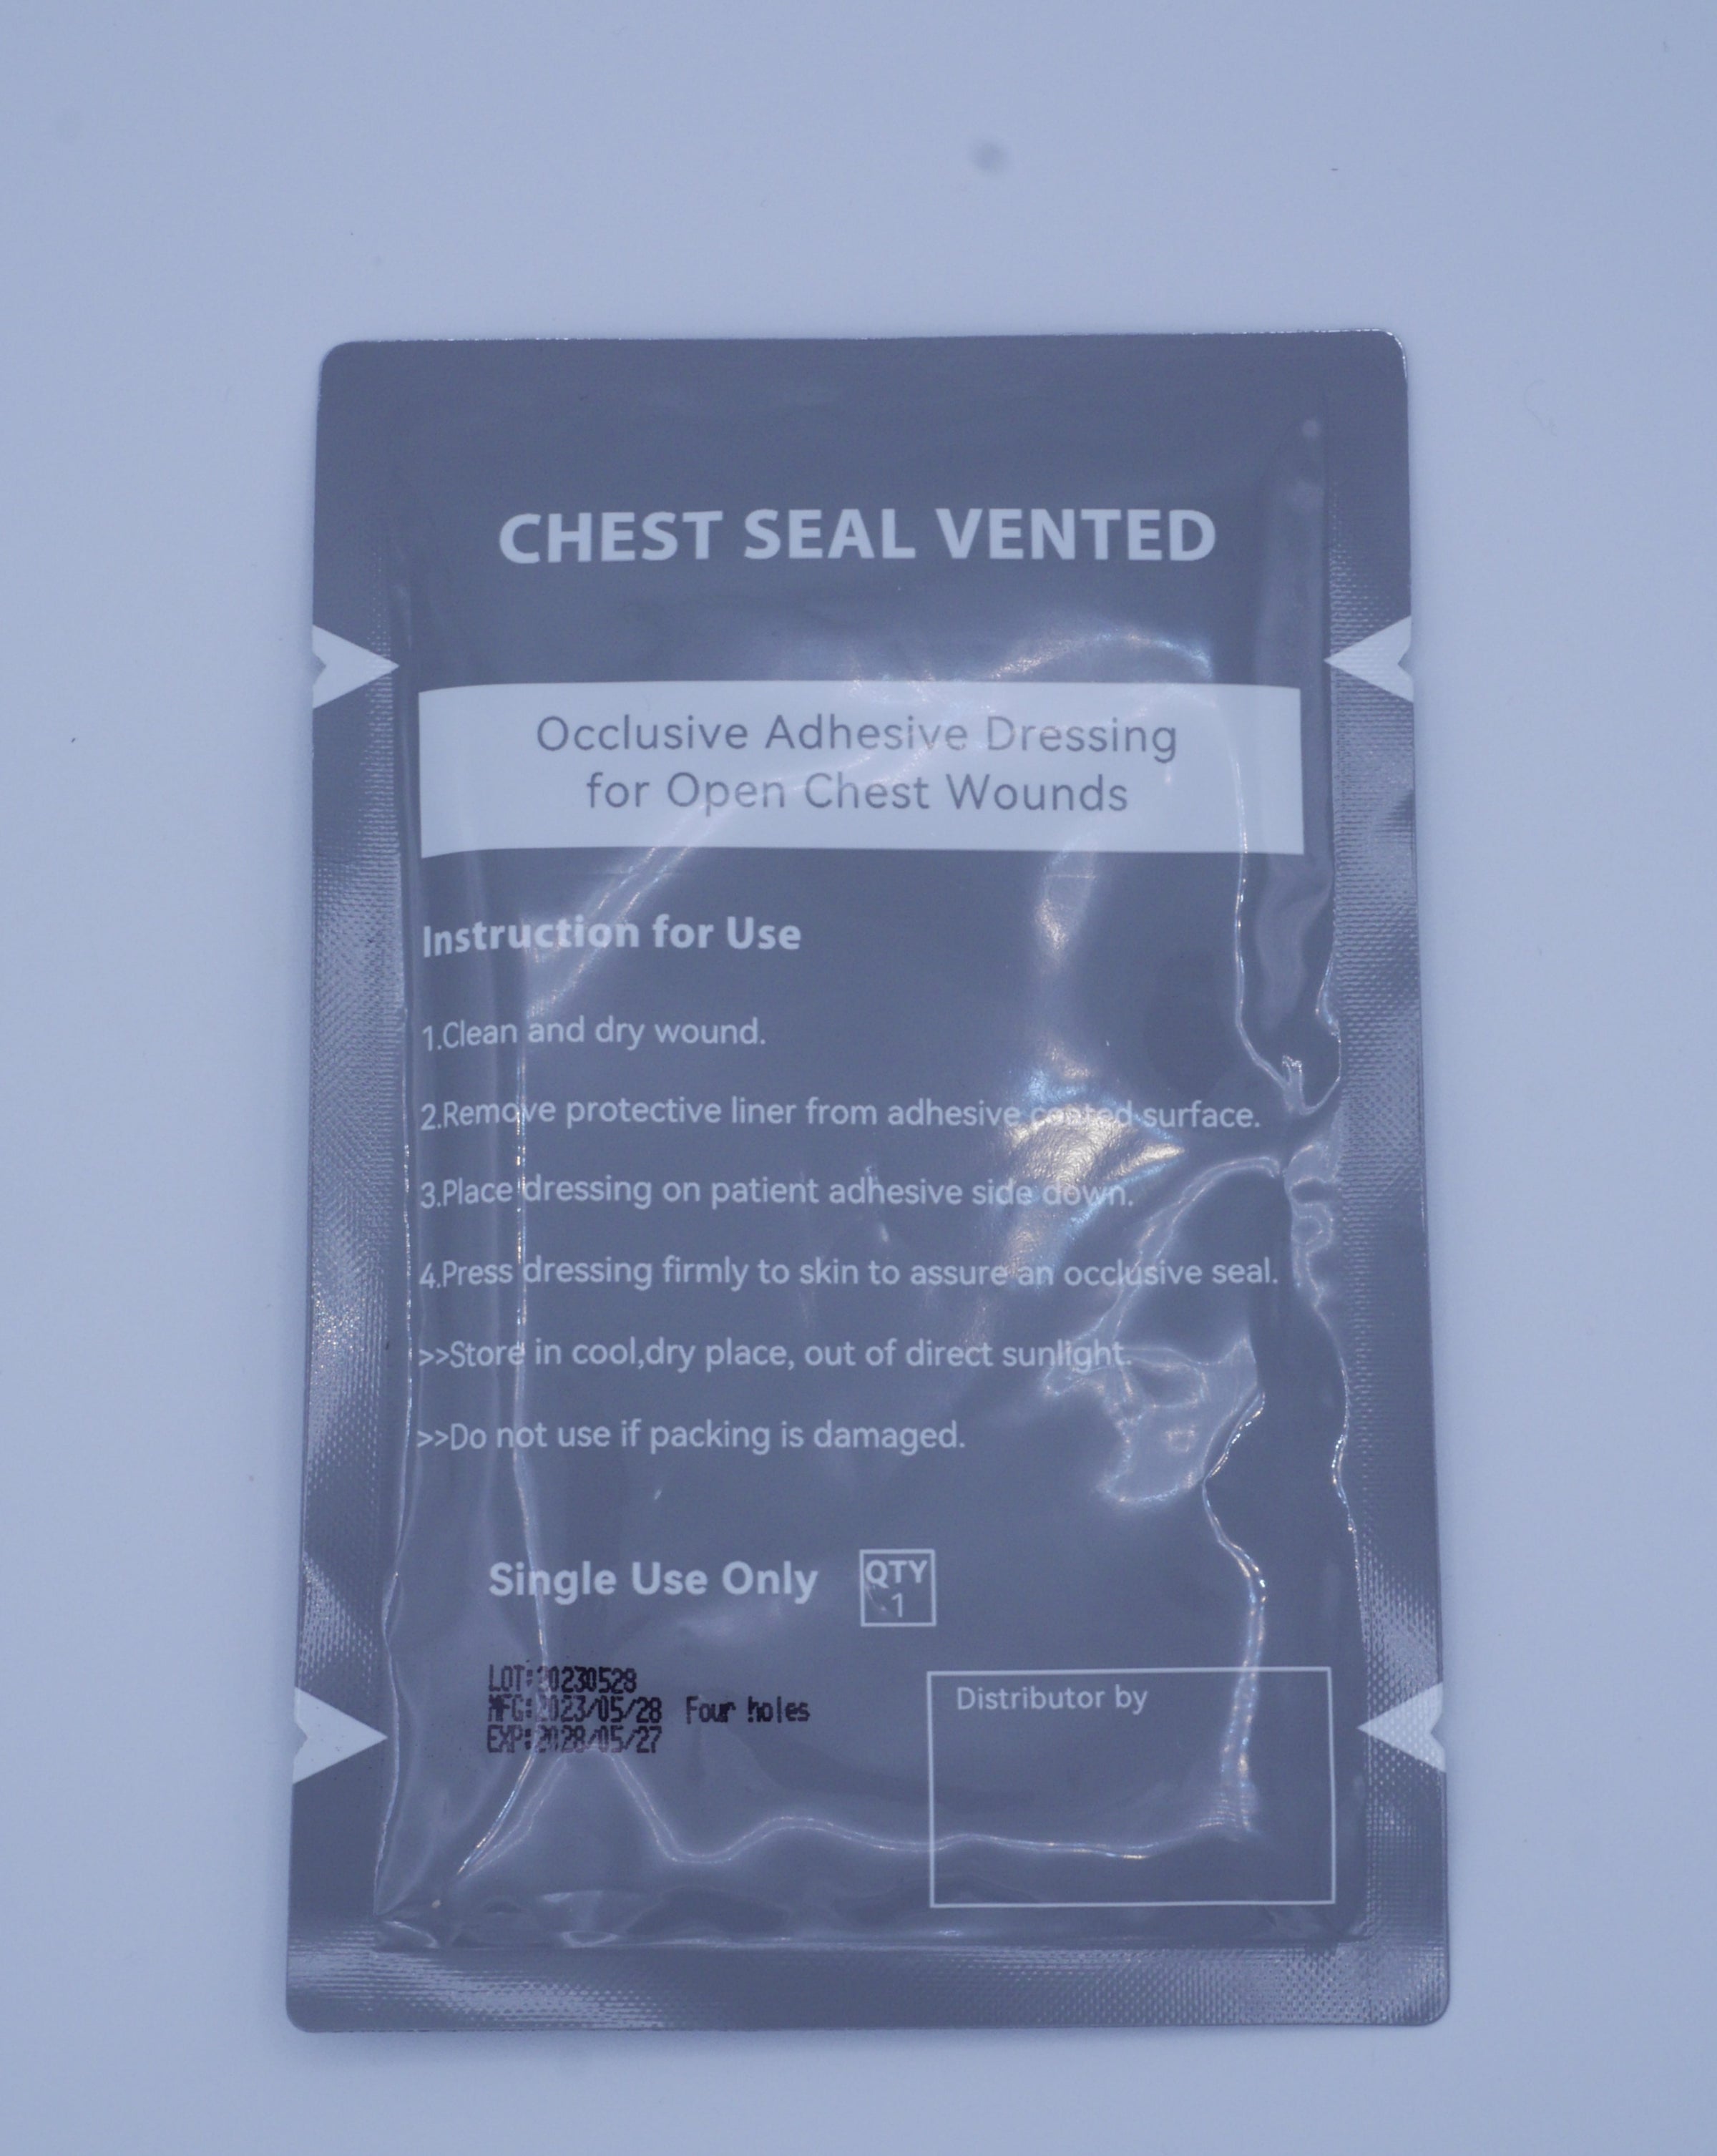 CHEST SEAL VENTED
Occlusive Adhesive Dressing
for Open Chest Wounds
Instruction for Use
1.Clean and dry wound.
2.Remove protective liner from adhesive coated surface.
3.Place dressing on patient adhesive side down.
4.Press dressing firmly to skin to assure an occlusive seal.
>>Store in cool,dry place, out of direct sunlight.
>>Do not use if packing is damaged.
Single Use Only
QTY
1
LOT:20230528
MFG:2023/05/28 Four holes
EXP:2028/05/27
Distributor by